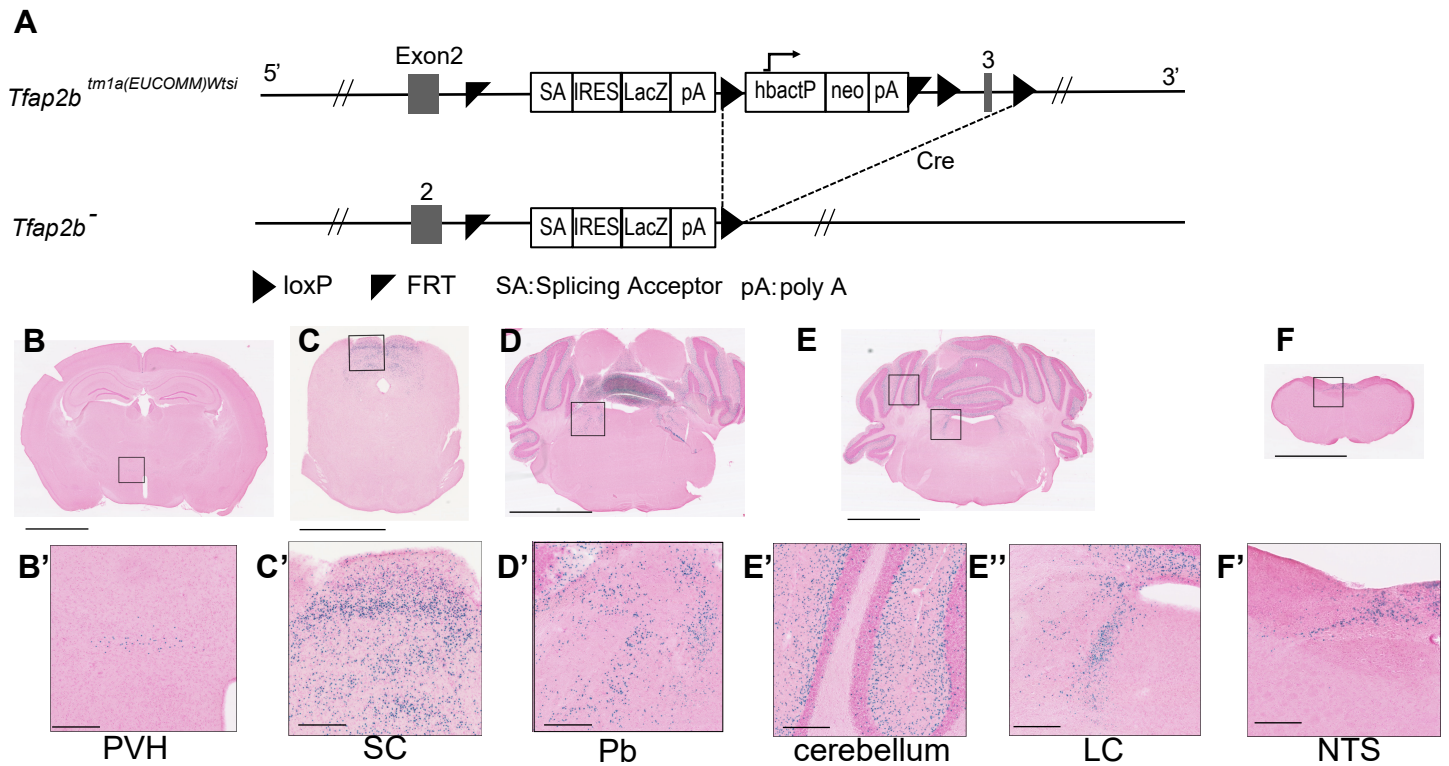 A
Tfap2b tm1a(EUCOMM)Wtsi
5’
Exon2
SA IRES LacZ pA
hbactP neo pA
3
3’
Cre
Tfap2b -
2
SA IRES LacZ pA
loxP FRT SA:Splicing Acceptor pA:poly A
B C D E F
B’ C’ D’ E’ E’’ F’
PVH SC Pb cerebellum LC NTS